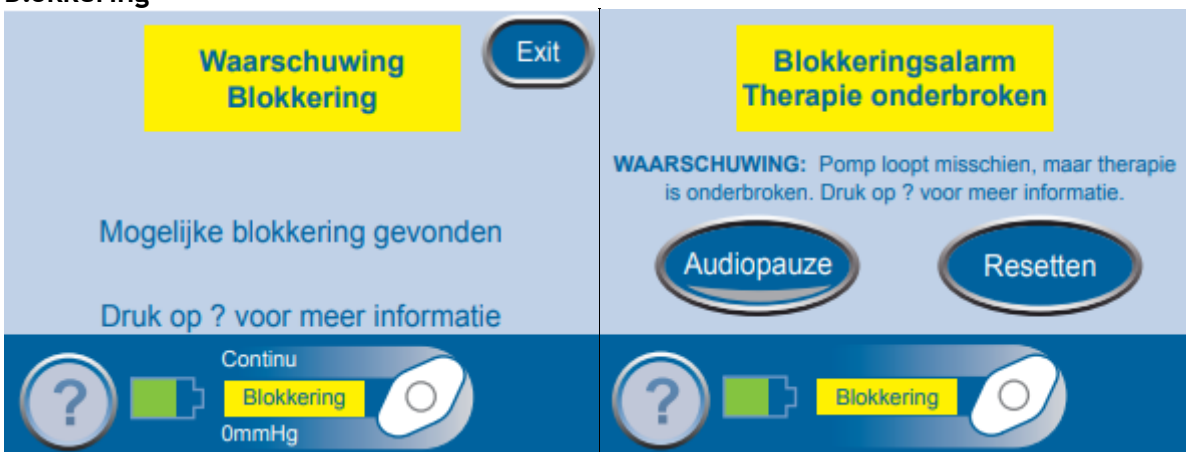 Blokkering
Waarschuwing
Blokkering
Exit
Mogelijke blokkering gevonden
Druk op ? voor meer informatie
?
Continu
Blokkering
0mmHg
Blokkeringsalarm
Therapie onderbroken
WAARSCHUWING: Pomp loopt misschien, maar therapie
is onderbroken. Druk op ? voor meer informatie.
Audiopauze
Resetten
?
Blokkering